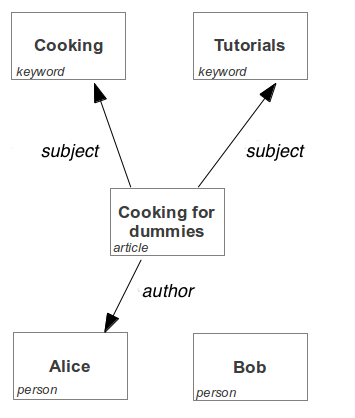 Cooking
keyword
Tutorials
keyword
subject
subject
Cooking for
dummies
article
author
Alice
person
Bob
person